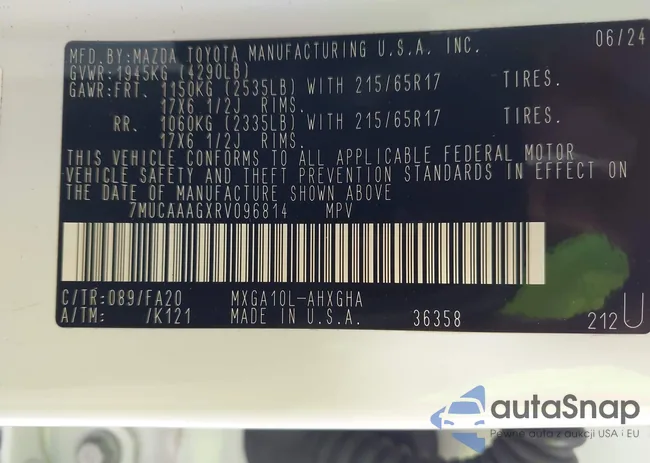 MFD.BY:MAZDA TOYOTA MANUFACTURING U.S.A. INC. 06/24
GVWR:1945KG (4290LB)
GAWR:FRT. 1150KG (2535LB) WITH 215/65R17 TIRES.
17X6 1/2J RIMS.
RR. 1060KG (2335LB) WITH 215/65R17 TIRES.
17X6 1/2J RIMS.
THIS VEHICLE CONFORMS TO ALL APPLICABLE FEDERAL MOTOR
VEHICLE SAFETY AND THEFT PREVENTION STANDARDS IN EFFECT ON
THE DATE OF MANUFACTURE SHOWN ABOVE
7MUCAAAGXRV096814 MPV
C/TR:089/FA20 MXGA10L-AHXGHA
A/TM: /K121 MADE IN U.S.A. 36358 212U
autaSnap
Pewne auta z aukcji USA i EU